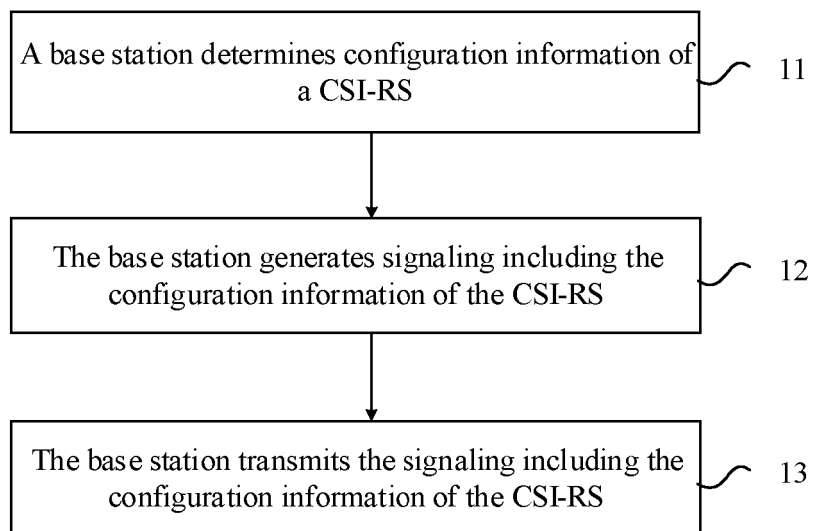 A base station determines configuration information of
a CSI-RS
11
The base station generates signaling including the
configuration information of the CSI-RS
12
The base station transmits the signaling including the
configuration information of the CSI-RS
13